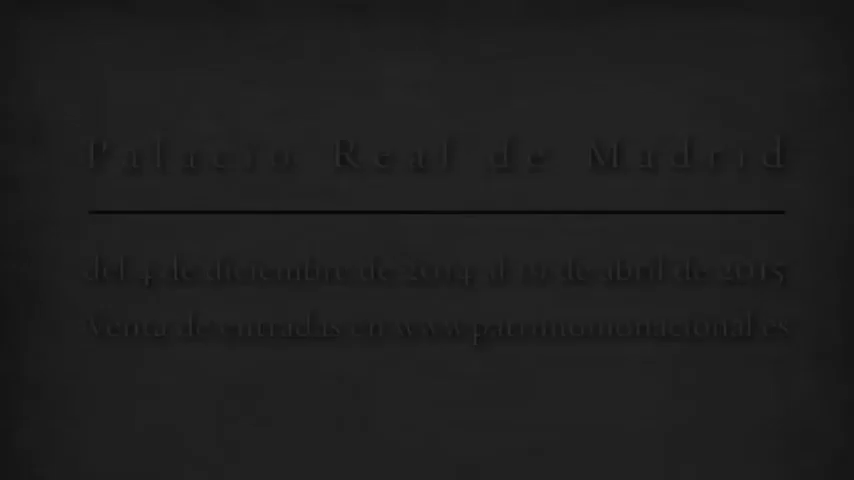 Palacio Real de Madrid
del 4 de diciembre de 2014 al 19 de abril de 2015
Venta de entradas en www.patrimonionacional.es